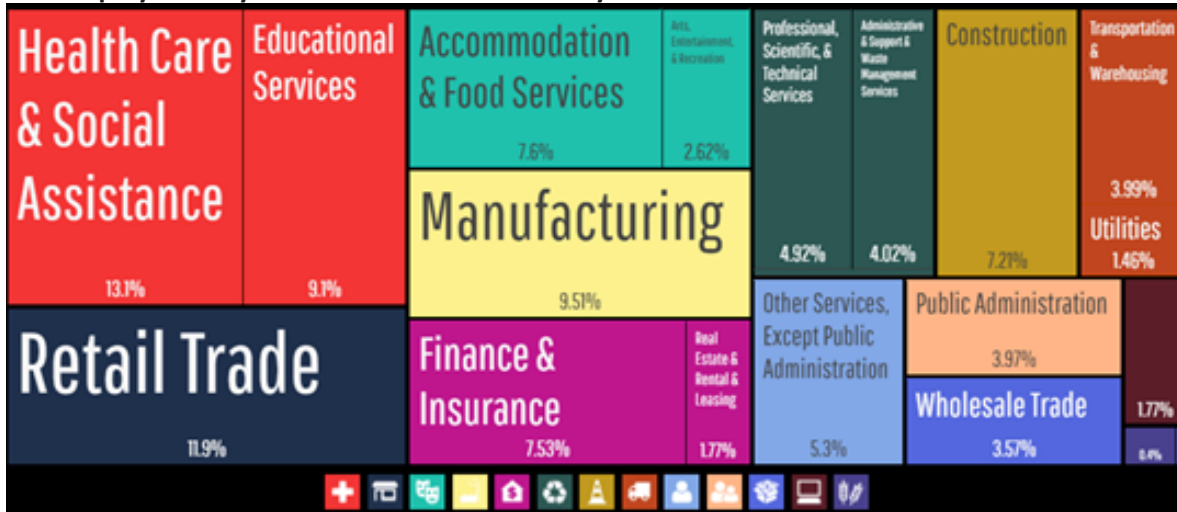 Health Care
& Social
Assistance
13.1%
Educational
Services
9.1%
Retail Trade
11.9%
Accommodation
& Food Services
7.6%
Arts,
Entertainment,
& Recreation
2.62%
Manufacturing
9.51%
Finance &
Insurance
7.53%
Real
Estate &
Rental &
Leasing
1.77%
Professional,
Scientific, &
Technical
Services
4.92%
Administrative
& Support &
Waste
Management
Services
4.02%
Construction
7.21%
Transportation
&
Warehousing
3.99%
Utilities
1.46%
Other Services,
Except Public
Administration
5.3%
Public Administration
3.97%
Wholesale Trade
3.57%
1.77%
0.4%